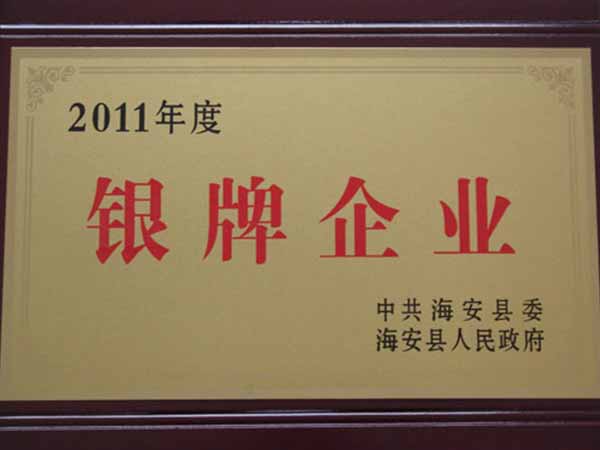 2011年度
银牌企业
中共海安县委
海安县人民政府